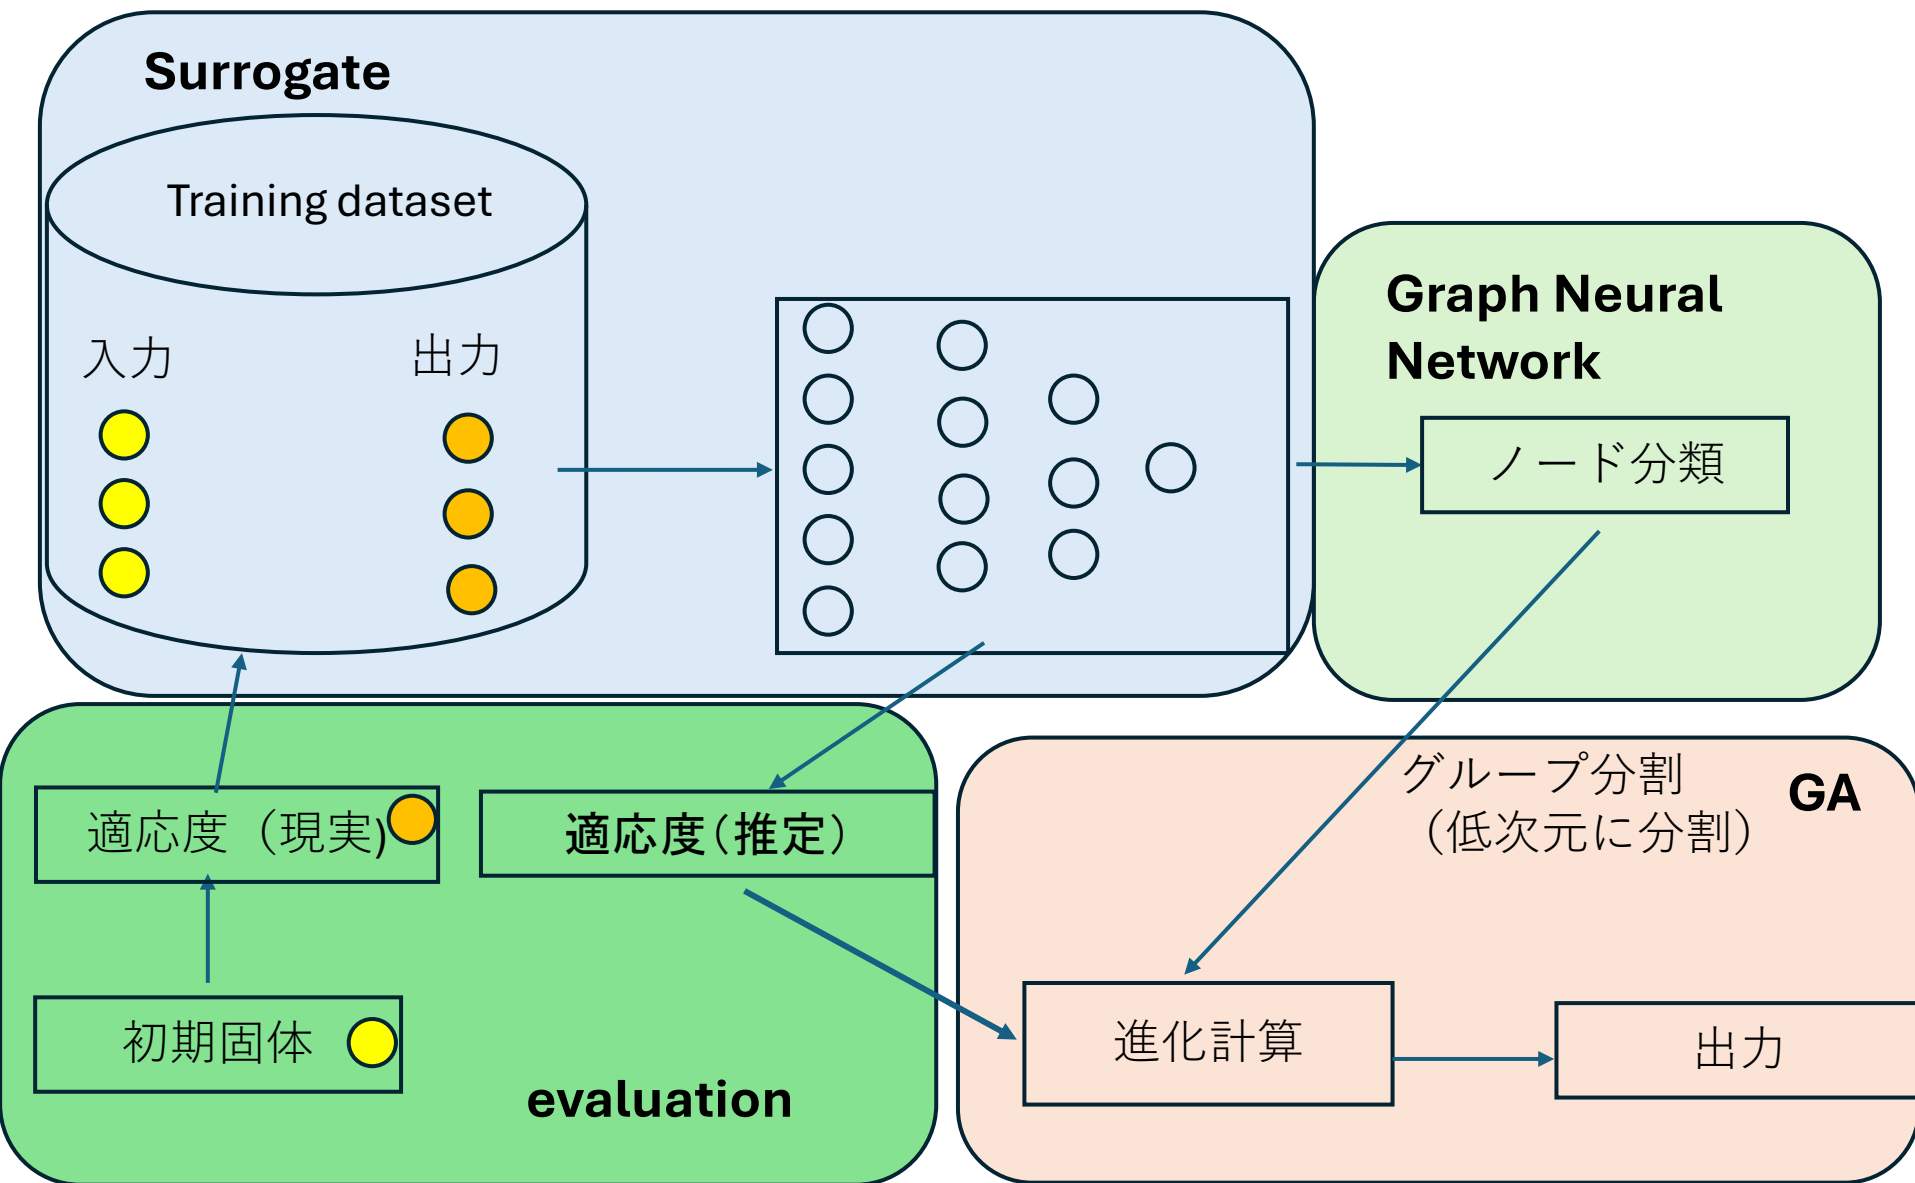 Surrogate
Training dataset
入力
出力
Graph Neural
Network
ノード分類
適応度（現実)
適応度（推定）
初期固体
evaluation
グループ分割
（低次元に分割）
GA
進化計算
出力